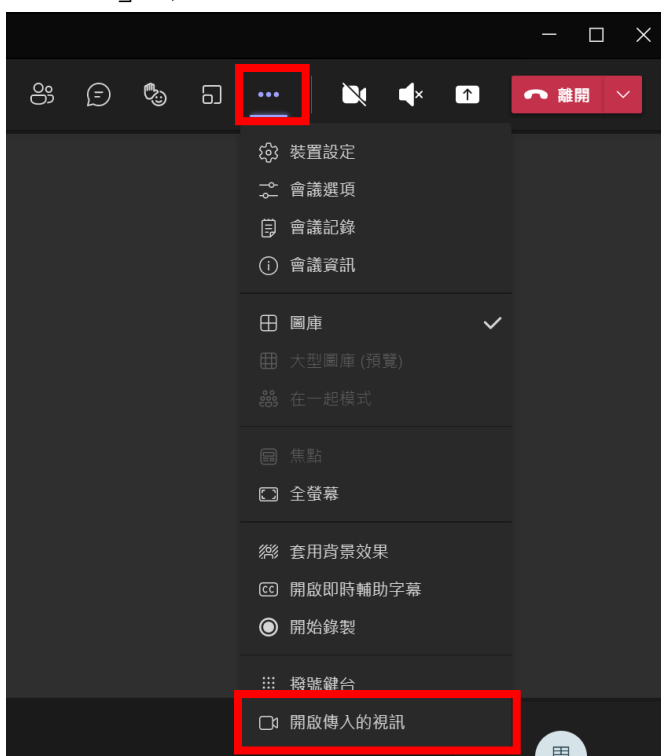 離開
裝置設定
會議選項
會議記錄
會議資訊
圖庫
大型圖庫 (預覽)
在一起模式
焦點
全螢幕
套用背景效果
CC 開啟即時輔助字幕
開始錄製
撥號鍵台
開啟傳入的視訊